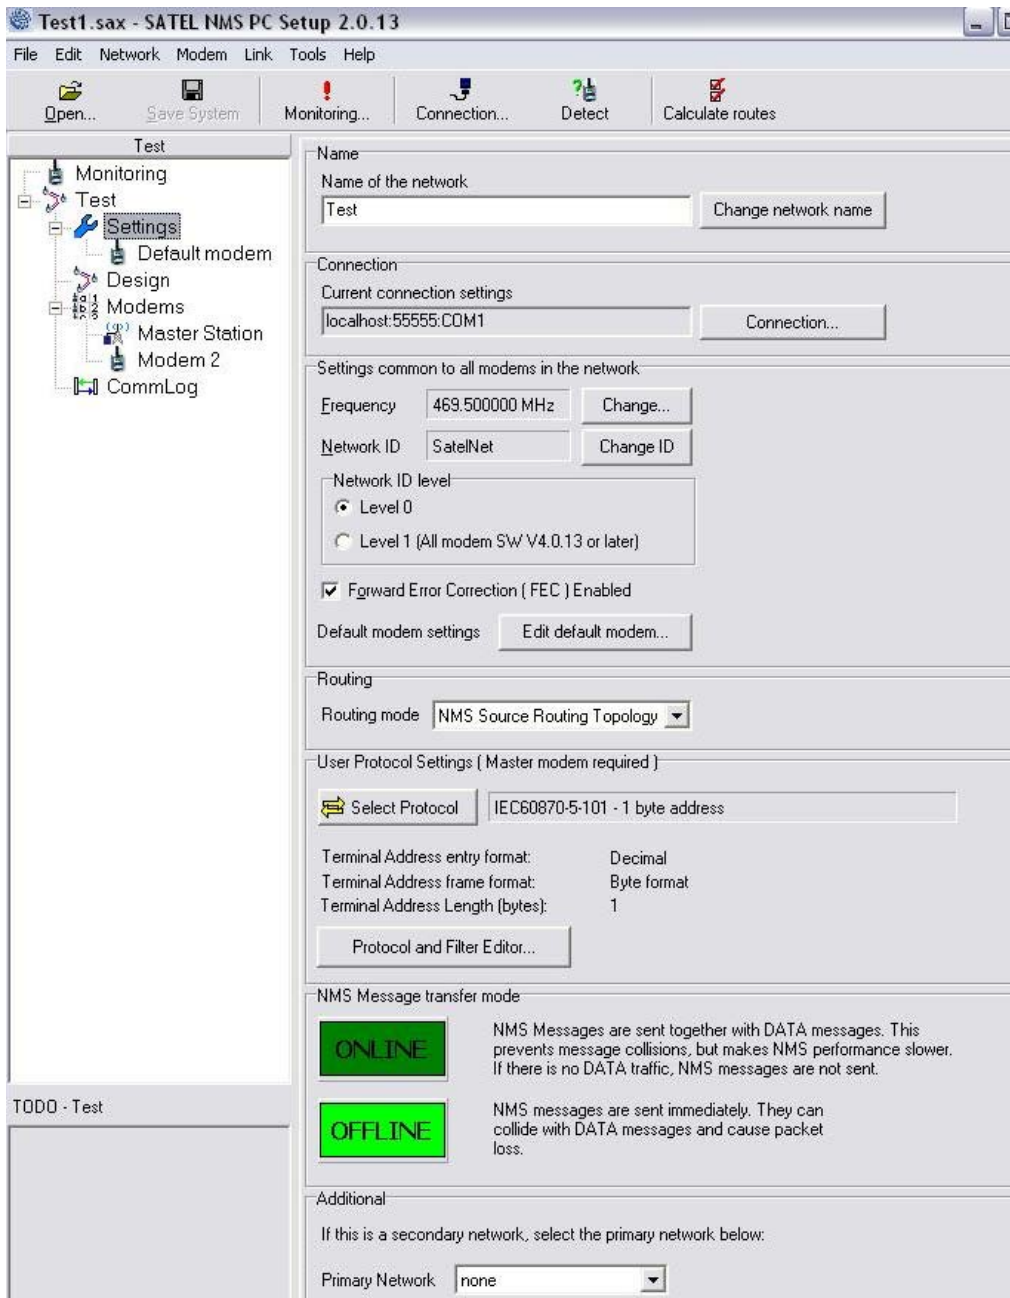 Test1.sax - SATEL NMS PC Setup 2.0.13
File Edit Network Modem Link Tools Help
Open... Save System Monitoring... Connection... Detect Calculate routes
Test
Monitoring
Test
Settings
Default modem
Design
Modems
Master Station
Modem 2
CommLog
TODO - Test
Name
Name of the network
Test Change network name
Connection
Current connection settings
localhost:55555:COM1 Connection...
Settings common to all modems in the network
Frequency 469.500000 MHz Change...
Network ID SatelNet Change ID
Network ID level
Level 0
Level 1 (All modem SW V4.0.13 or later)
Forward Error Correction ( FEC ) Enabled
Default modem settings Edit default modem...
Routing
Routing mode NMS Source Routing Topology
User Protocol Settings ( Master modem required )
Select Protocol IEC60870-5-101 - 1 byte address
Terminal Address entry format: Decimal
Terminal Address frame format: Byte format
Terminal Address Length (bytes): 1
Protocol and Filter Editor...
NMS Message transfer mode
ONLINE
NMS Messages are sent together with DATA messages. This
prevents message collisions, but makes NMS performance slower.
If there is no DATA traffic, NMS messages are not sent.
OFFLINE
NMS messages are sent immediately. They can
collide with DATA messages and cause packet
loss.
Additional
If this is a secondary network, select the primary network below:
Primary Network none